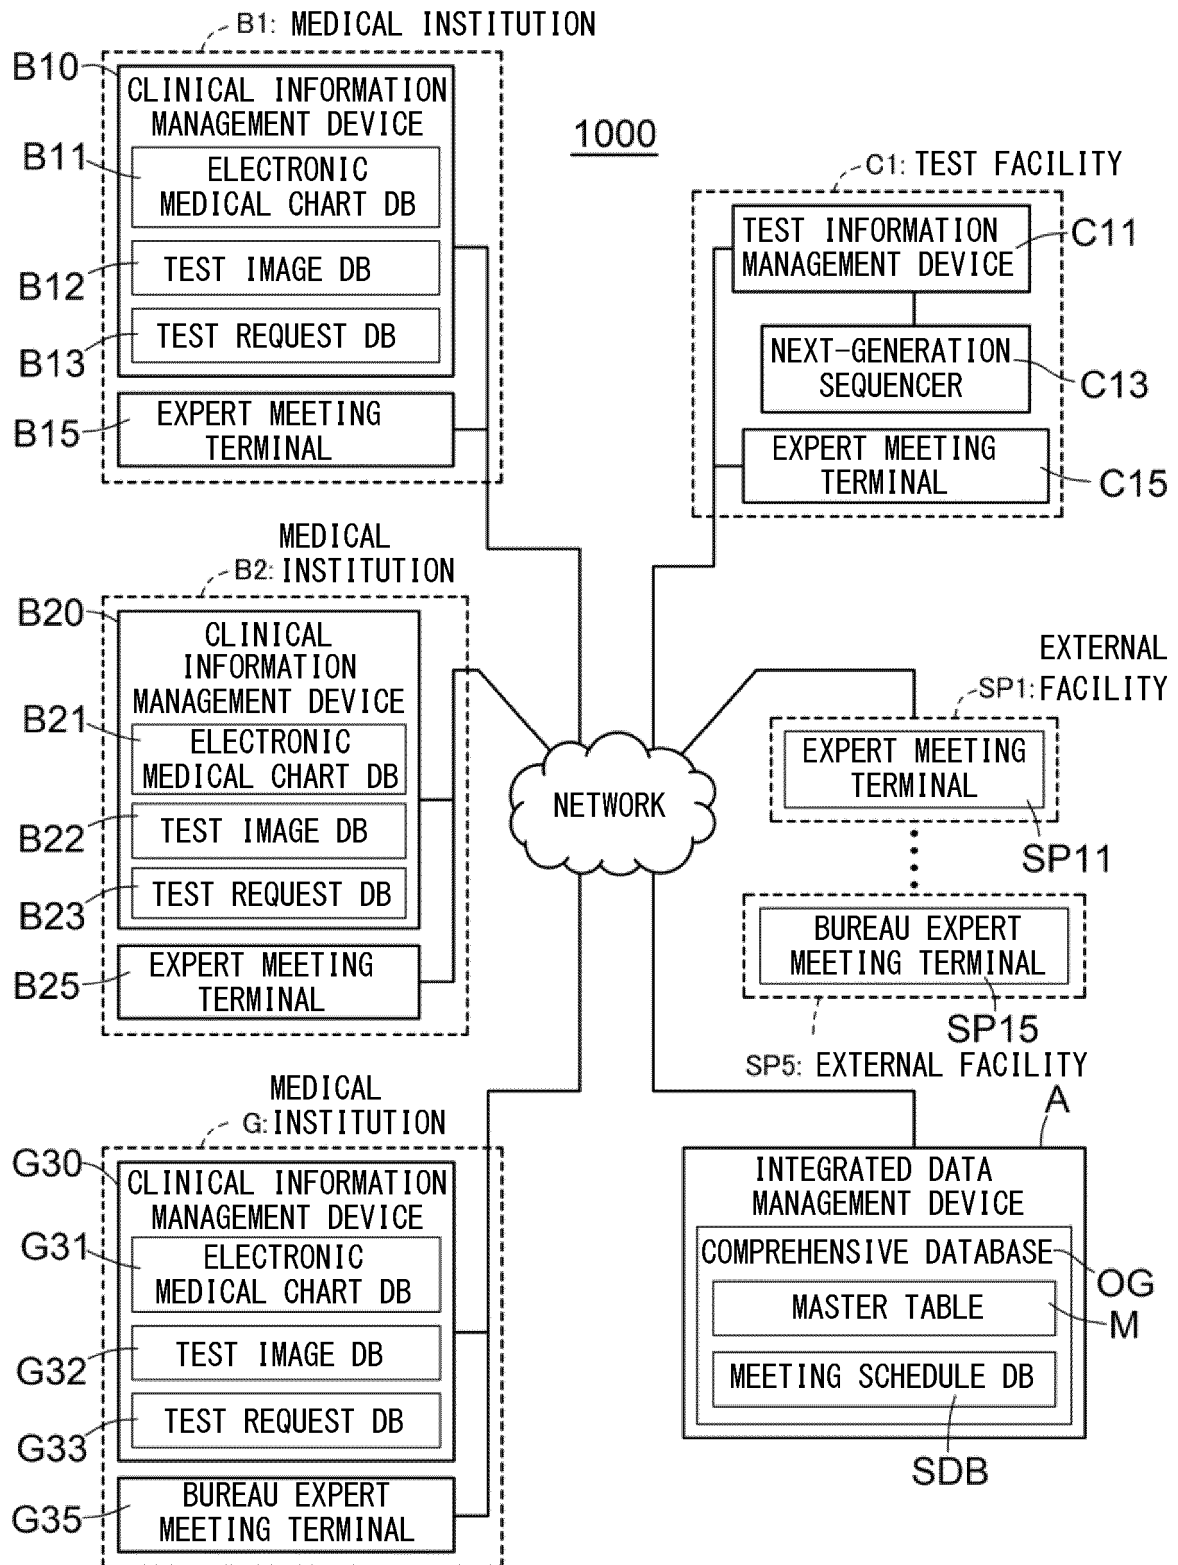 B1: MEDICAL INSTITUTION
B10
CLINICAL INFORMATION
MANAGEMENT DEVICE
B11
ELECTRONIC
MEDICAL CHART DB
B12
TEST IMAGE DB
B13
TEST REQUEST DB
B15
EXPERT MEETING
TERMINAL
1000
C1: TEST FACILITY
TEST INFORMATION
MANAGEMENT DEVICE
C11
NEXT-GENERATION
SEQUENCER
C13
EXPERT MEETING
TERMINAL
C15
MEDICAL
B2: INSTITUTION
B20
CLINICAL
INFORMATION
MANAGEMENT DEVICE
B21
ELECTRONIC
MEDICAL CHART DB
B22
TEST IMAGE DB
B23
TEST REQUEST DB
B25
EXPERT MEETING
TERMINAL
NETWORK
EXTERNAL
SP1: FACILITY
EXPERT MEETING
TERMINAL
SP11
BUREAU EXPERT
MEETING TERMINAL
SP15
SP5: EXTERNAL FACILITY
MEDICAL
G: INSTITUTION
G30
CLINICAL INFORMATION
MANAGEMENT DEVICE
G31
ELECTRONIC
MEDICAL CHART DB
G32
TEST IMAGE DB
G33
TEST REQUEST DB
G35
BUREAU EXPERT
MEETING TERMINAL
A
INTEGRATED DATA
MANAGEMENT DEVICE
COMPREHENSIVE DATABASE
OG
MASTER TABLE
M
MEETING SCHEDULE DB
SDB